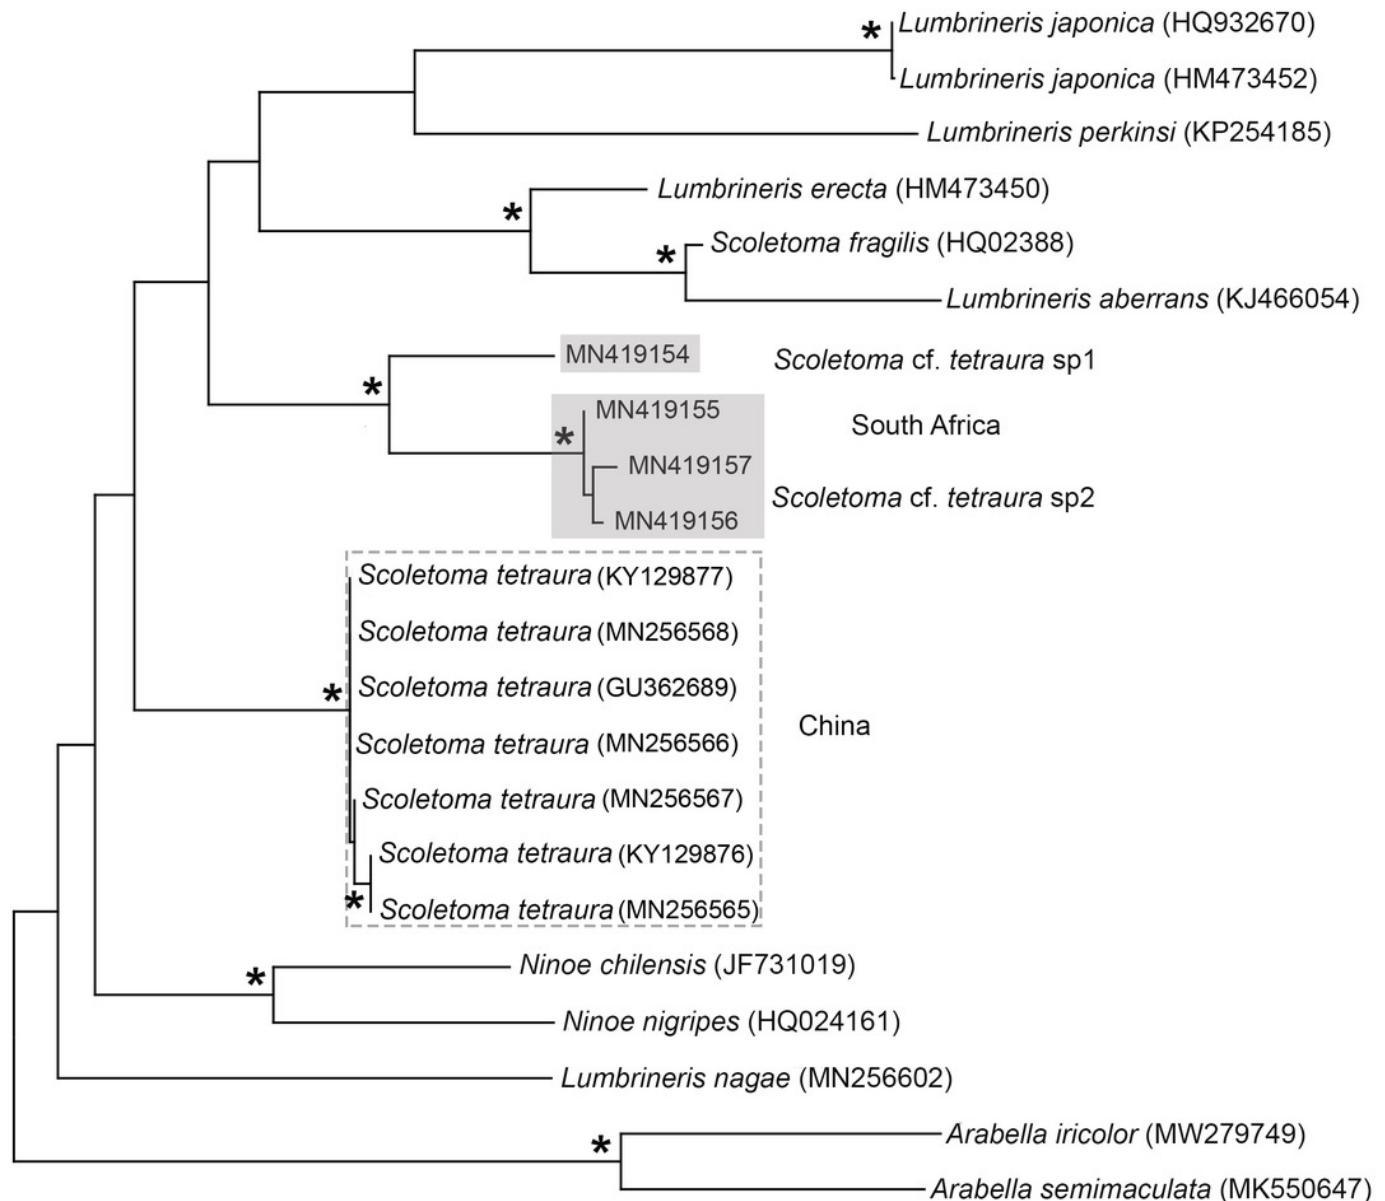 *
Lumbrineris japonica (HQ932670)
Lumbrineris japonica (HM473452)
Lumbrineris perkinsi (KP254185)
Lumbrineris erecta (HM473450)
*
Scoletoma fragilis (HQ02388)
*
Lumbrineris aberrans (KJ466054)
MN419154
Scoletoma cf. tetraura sp1
*
MN419155
South Africa
*
MN419157
Scoletoma cf. tetraura sp2
MN419156
Scoletoma tetraura (KY129877)
Scoletoma tetraura (MN256568)
Scoletoma tetraura (GU362689)
*
China
Scoletoma tetraura (MN256566)
Scoletoma tetraura (MN256567)
Scoletoma tetraura (KY129876)
*
Scoletoma tetraura (MN256565)
Ninoe chilensis (JF731019)
*
Ninoe nigripes (HQ024161)
Lumbrineris nagae (MN256602)
Arabella iricolor (MW279749)
*
Arabella semimaculata (MK550647)